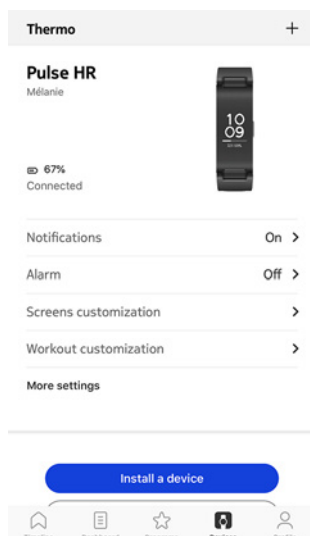 Thermo +
Pulse HR
Mélanie
10
09
67%
Connected
Notifications On
Alarm Off
Screens customization
Workout customization
More settings
Install a device